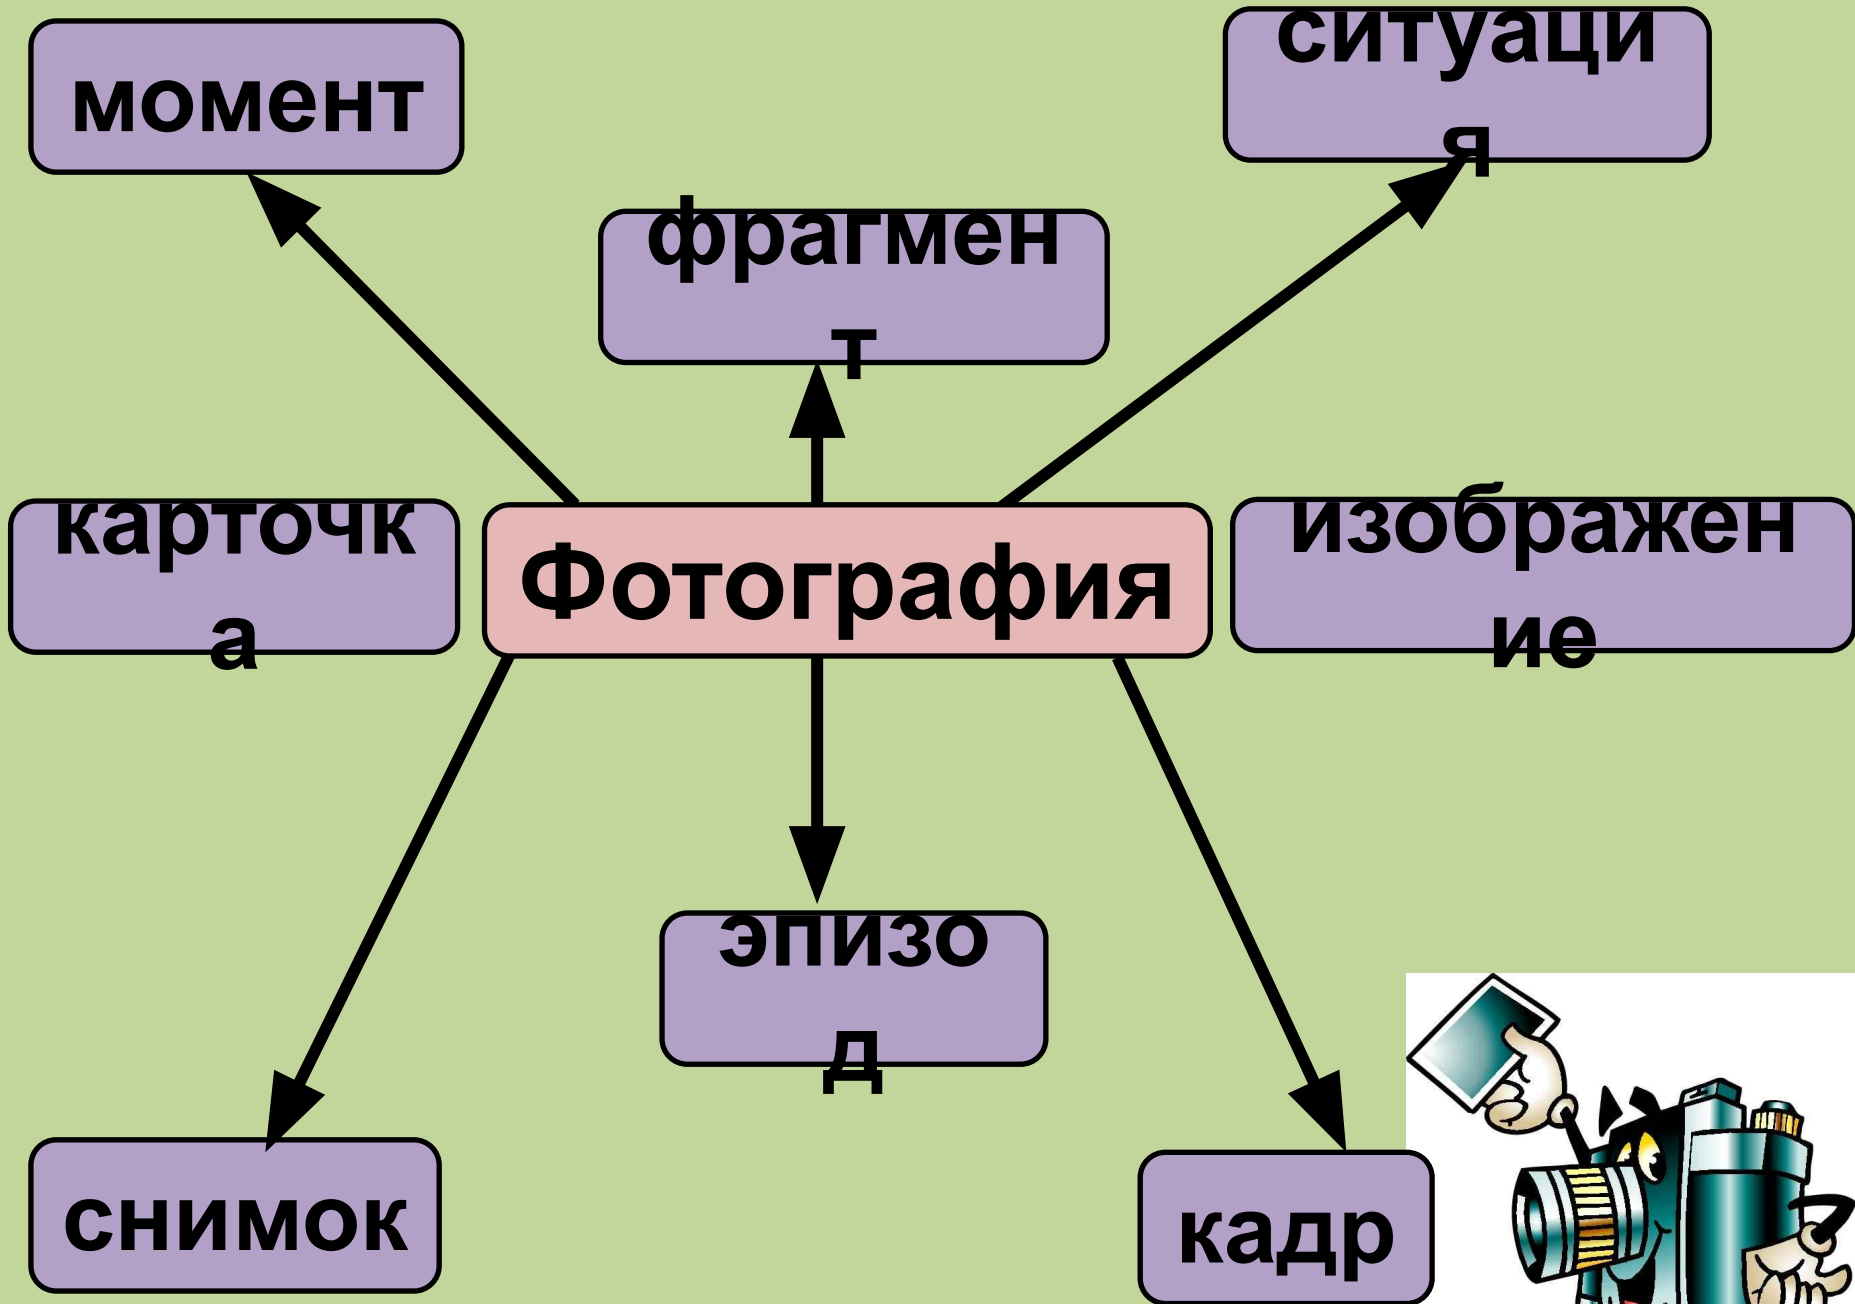 момент
ситуаци
я
фрагмен
т
карточк
а
Фотография
изображен
ие
эпизо
д
снимок
кадр